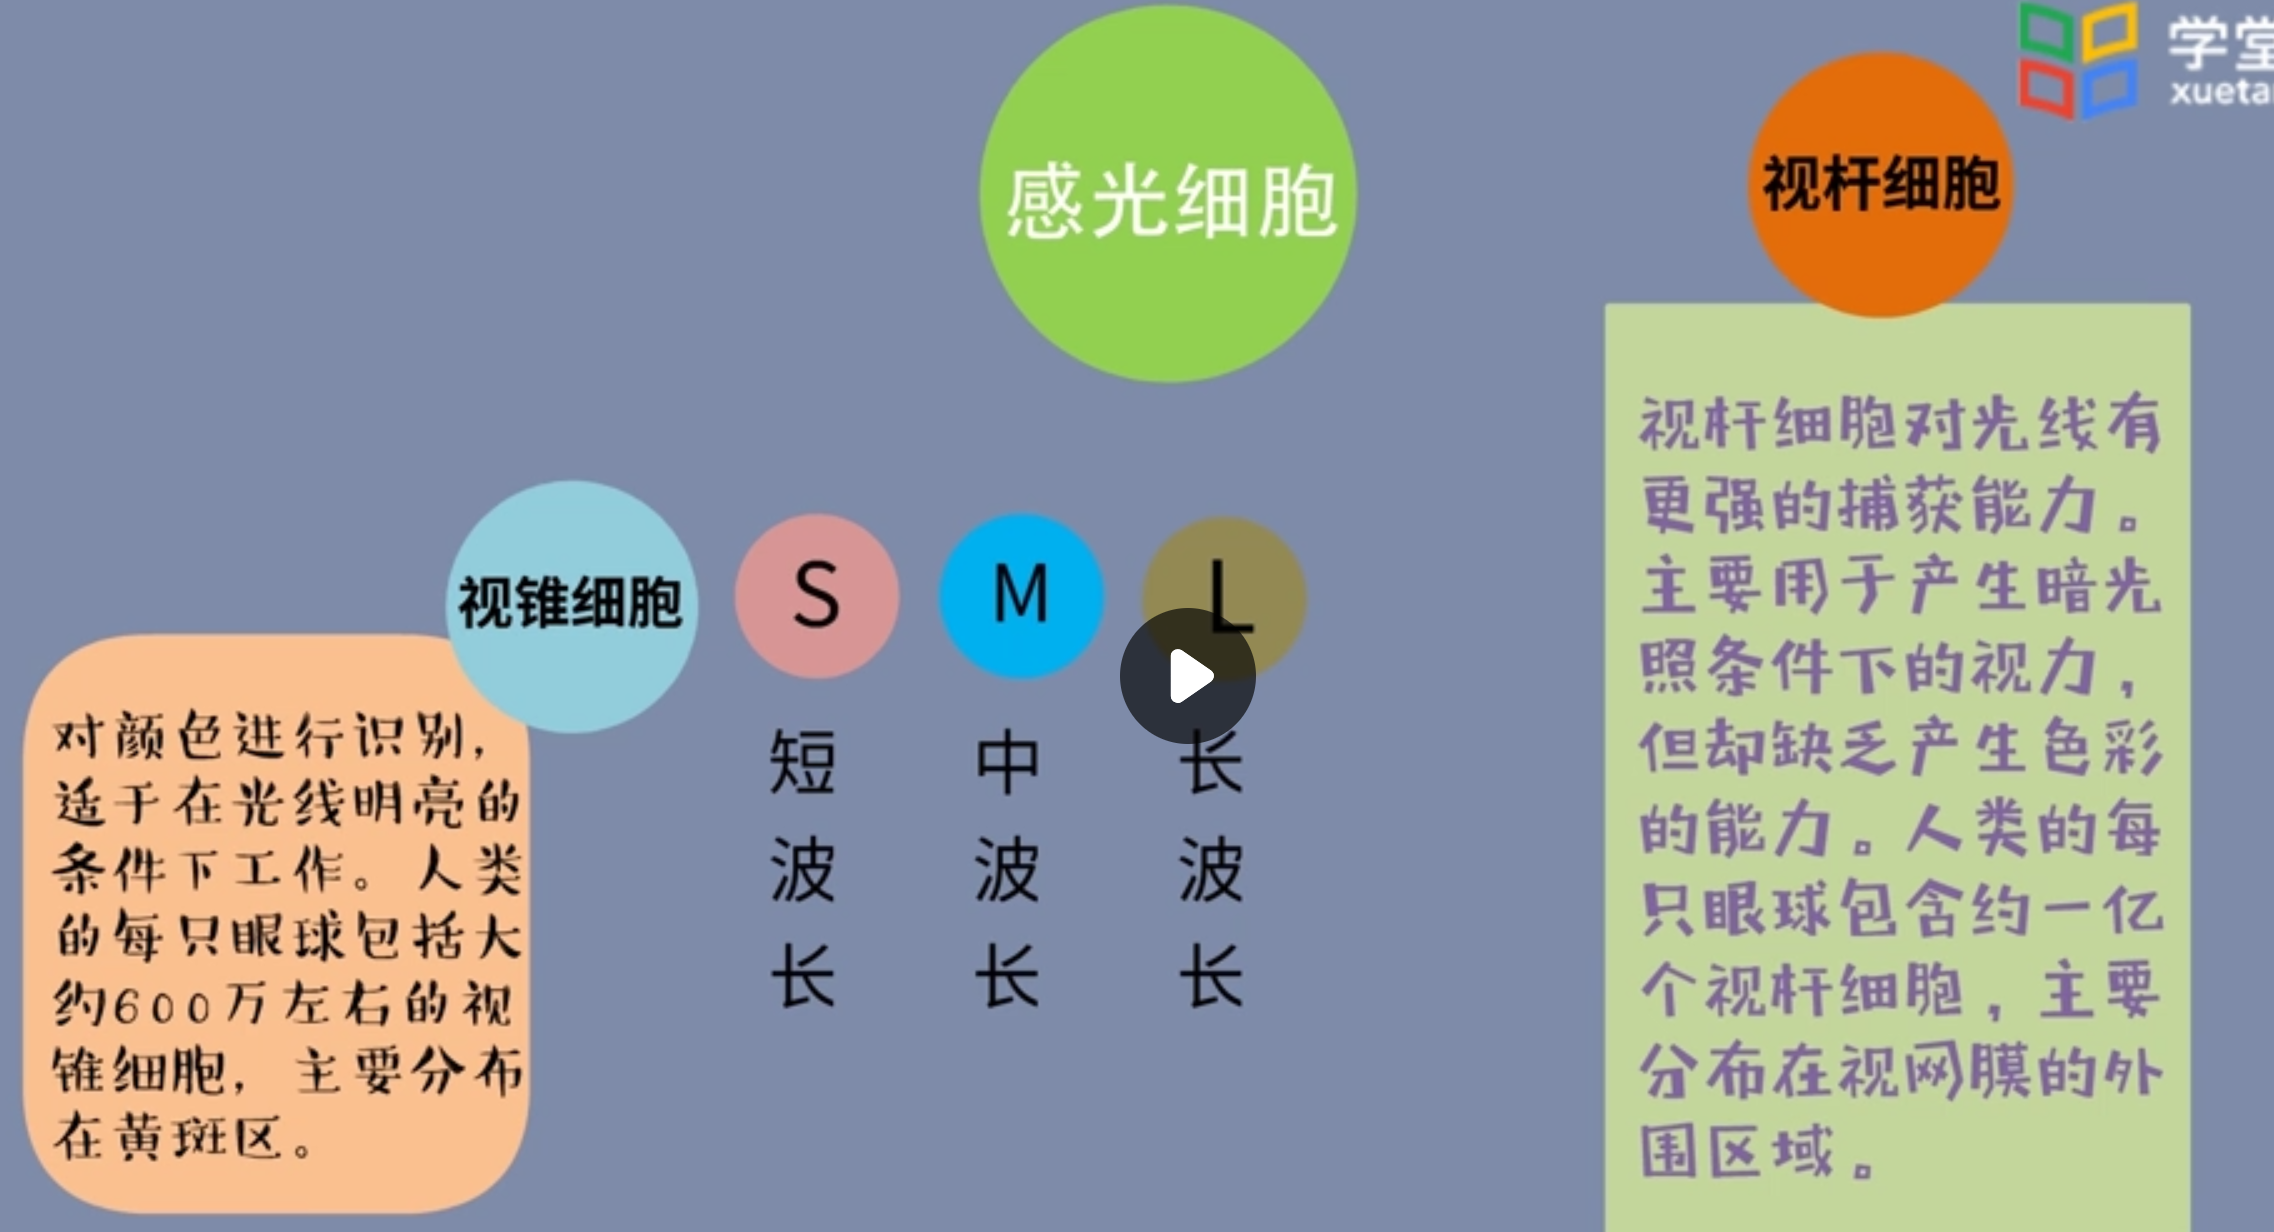 感光细胞
学堂
xueta
视杆细胞
视杆细胞对光线有
更强的捕获能力。
主要用于产生暗光
照条件下的视力，
但却缺乏产生色彩
的能力。人类的每
只眼球包含约一亿
个视杆细胞，主要
分布在视网膜的外
围区域。
视锥细胞
S
M
L
短波长
中波长
长波长
对颜色进行识别，
适于在光线明亮的
条件下工作。人类
的每只眼球包括大
约600万左右的视
锥细胞，主要分布
在黄斑区。